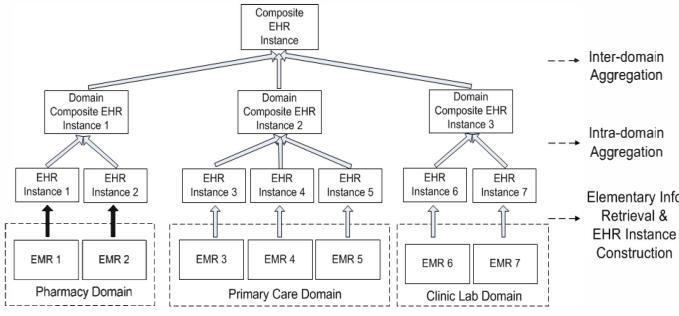 Composite
EHR
Instance
Inter-domain
Aggregation
Domain
Composite EHR
Instance 1
Domain
Composite EHR
Instance 2
Domain
Composite EHR
Instance 3
Intra-domain
Aggregation
EHR
Instance 1
EHR
Instance 2
EHR
Instance 3
EHR
Instance 4
EHR
Instance 5
EHR
Instance 6
EHR
Instance 7
Elementary Info
Retrieval &
EHR Instance
Construction
EMR 1
EMR 2
EMR 3
EMR 4
EMR 5
EMR 6
EMR 7
Pharmacy Domain
Primary Care Domain
Clinic Lab Domain